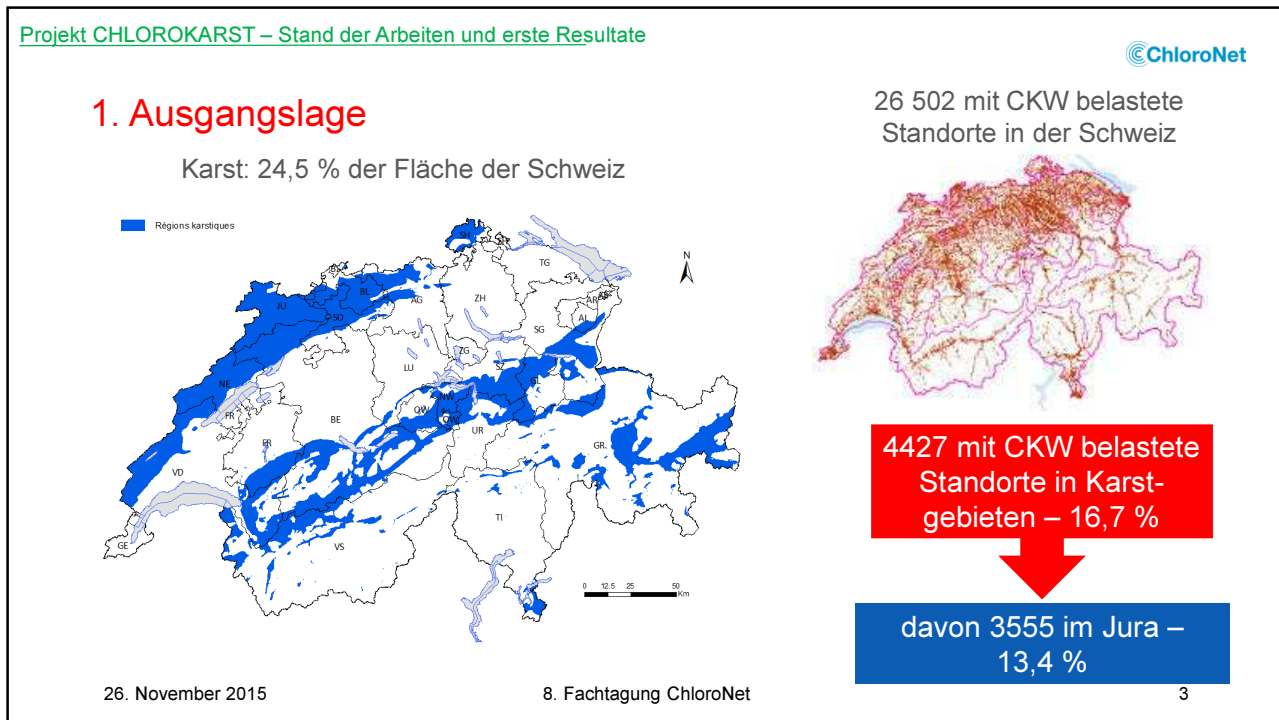 Projekt CHLOROKARST – Stand der Arbeiten und erste Resultate
ChloroNet
1. Ausgangslage
Karst: 24,5 % der Fläche der Schweiz
26 502 mit CKW belastete
Standorte in der Schweiz
Régions karstiques
N
SH
TG
BL
JU
AG
ZH
SO
AR
AI
SG
ZG
LU
SZ
NE
GL
NW
OW
OW
FR
BE
UR
FR
GR
VD
TI
VS
GE
0 12.5 25 50
Km
4427 mit CKW belastete
Standorte in Karst-
gebieten – 16,7 %
davon 3555 im Jura –
13,4 %
26. November 2015
8. Fachtagung ChloroNet
3